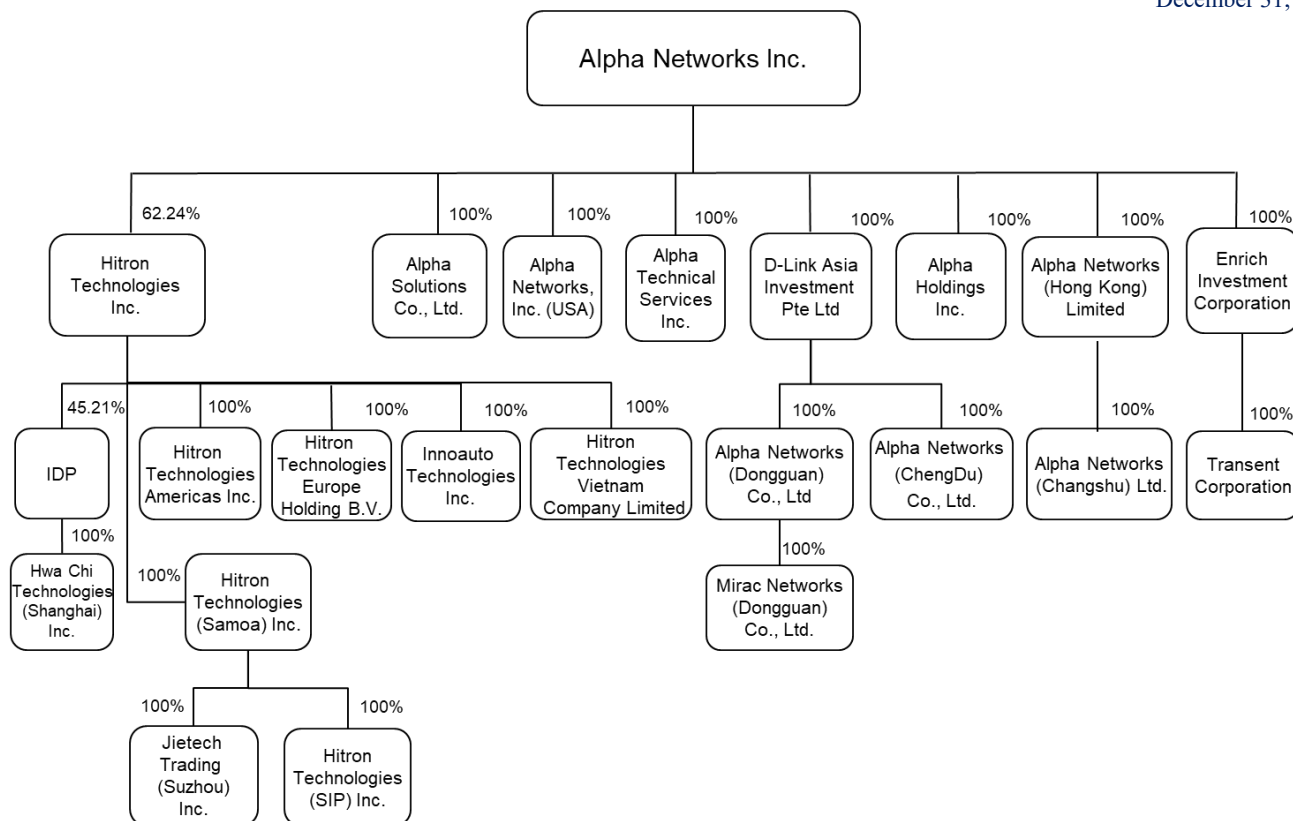 December 31,
Alpha Networks Inc.
62.24%
100%
100%
100%
100%
100%
100%
100%
Hitron
Technologies
Inc.
Alpha
Solutions
Co., Ltd.
Alpha
Networks,
Inc. (USA)
Alpha
Technical
Services
Inc.
D-Link Asia
Investment
Pte Ltd
Alpha
Holdings
Inc.
Alpha Networks
(Hong Kong)
Limited
Enrich
Investment
Corporation
45.21%
100%
100%
100%
100%
100%
100%
100%
100%
IDP
Hitron
Technologies
Americas Inc.
Hitron
Technologies
Europe
Holding B.V.
Innoauto
Technologies
Inc.
Hitron
Technologies
Vietnam
Company Limited
Alpha Networks
(Dongguan)
Co., Ltd
Alpha Networks
(ChengDu)
Co., Ltd.
Alpha Networks
(Changshu) Ltd.
Transent
Corporation
100%
100%
100%
Hwa Chi
Technologies
(Shanghai)
Inc.
Hitron
Technologies
(Samoa) Inc.
Mirac Networks
(Dongguan)
Co., Ltd.
100%
100%
Jietech
Trading
(Suzhou)
Inc.
Hitron
Technologies
(SIP) Inc.